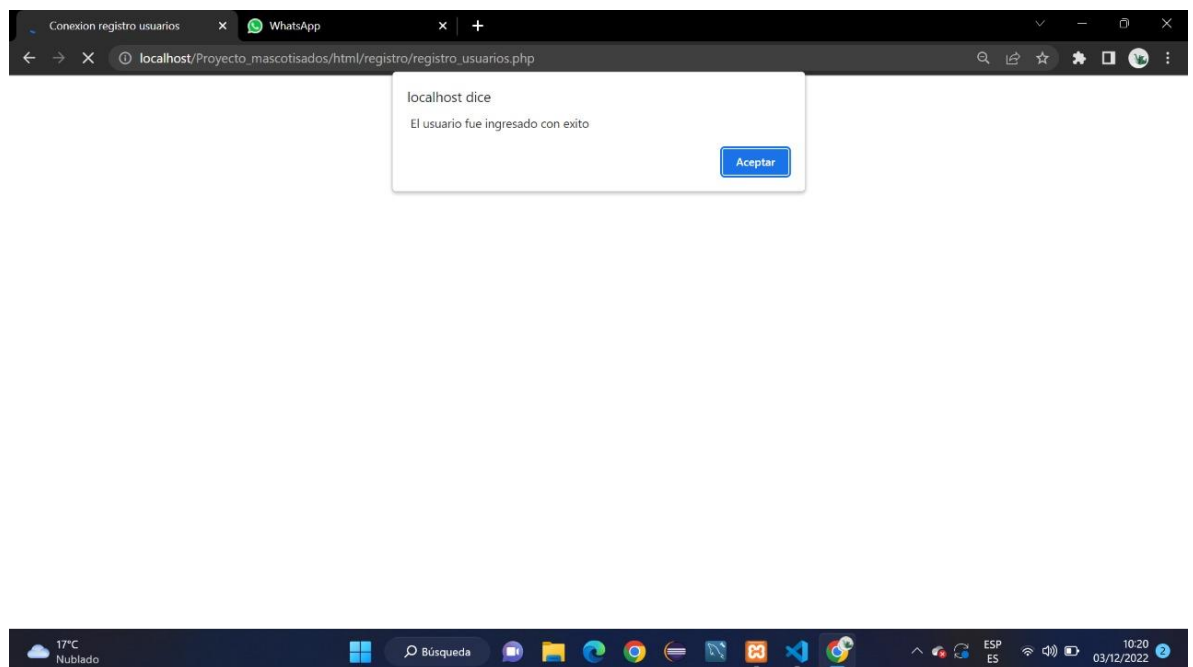 Conexion registro usuarios
WhatsApp
localhost/Proyecto_mascotisados/html/registro/registro_usuarios.php
localhost dice
El usuario fue ingresado con exito
Aceptar
17°C
Nublado
Búsqueda
ESP
ES
10:20
03/12/2022
2